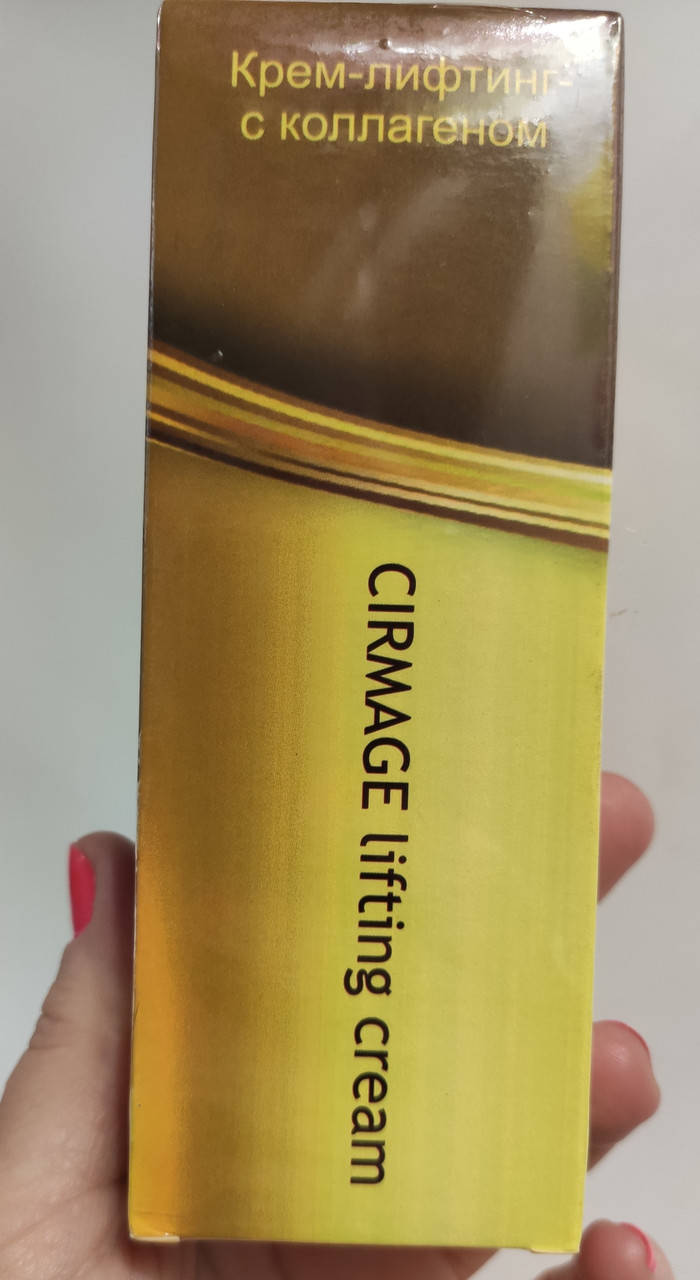 Крем-лифтинг-
с коллагеном
CIRMAGE lifting cream